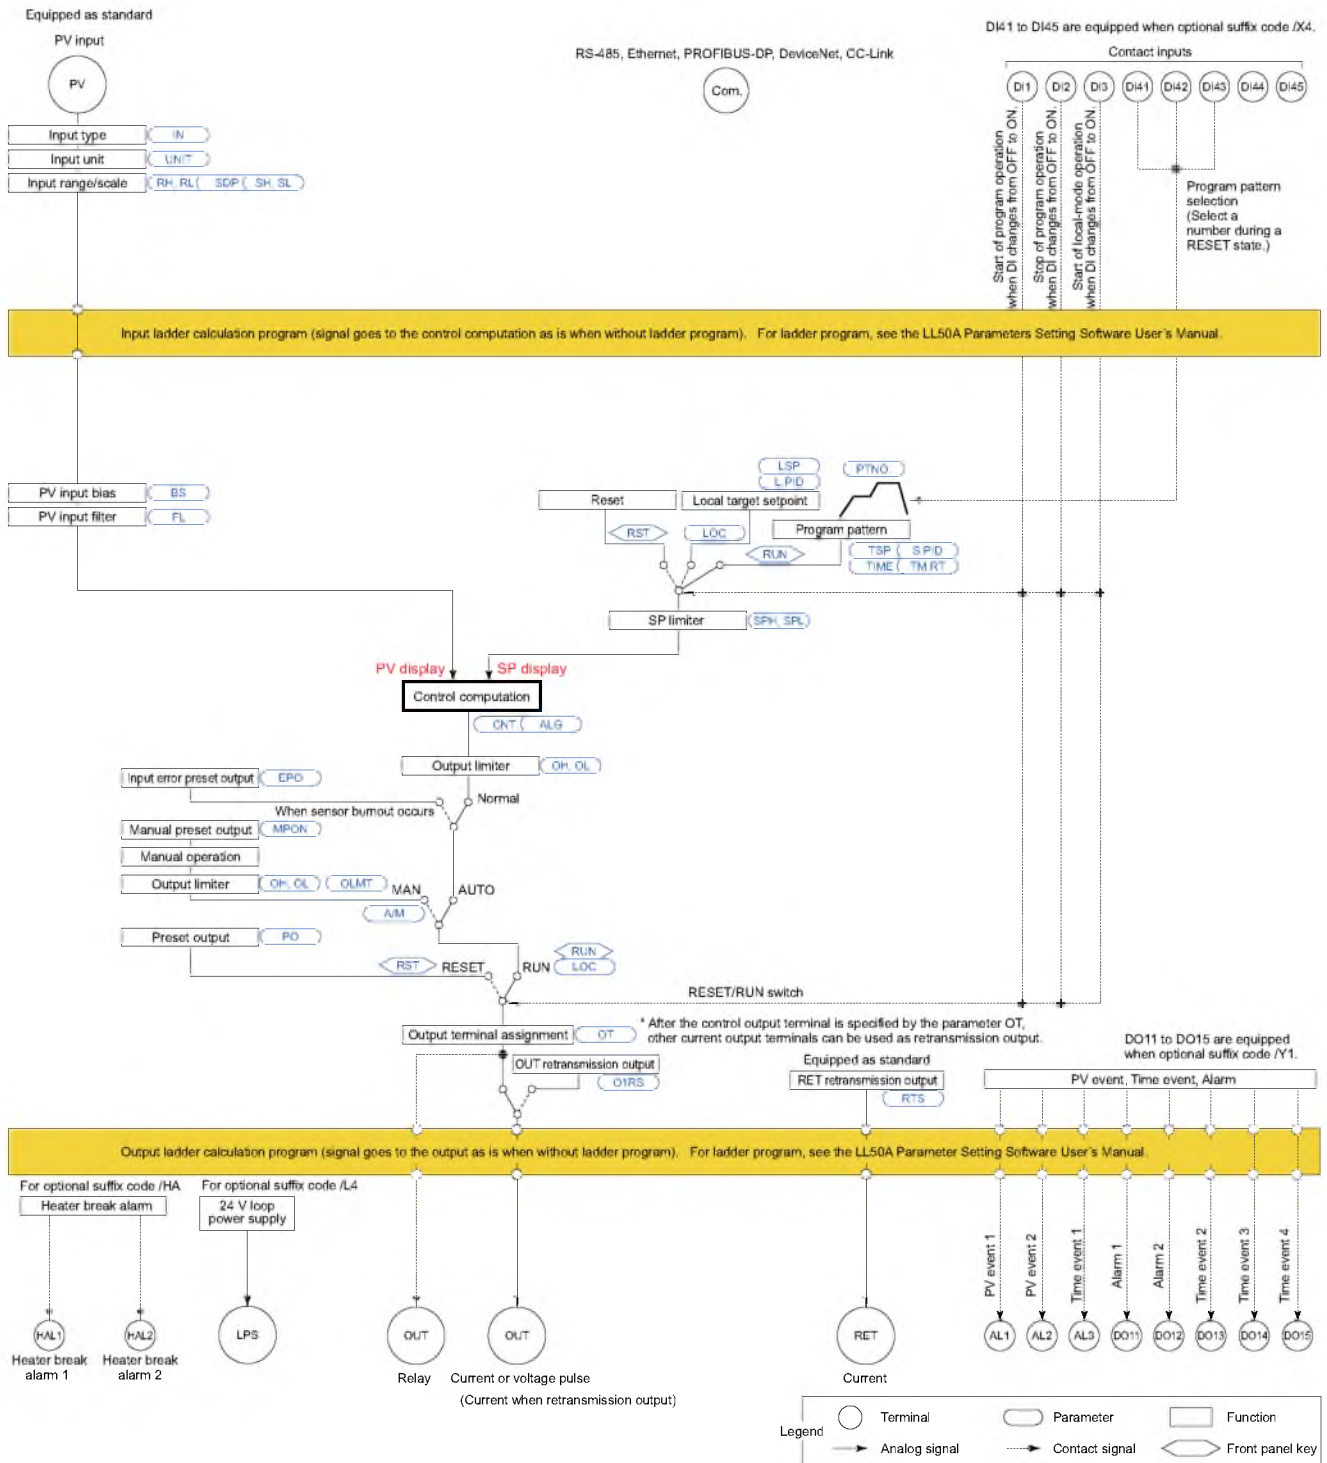 Equipped as standard
PV input
PV
Input type
IN
Input unit
UNIT
Input range/scale
RH, RL
SDP
SH, SL
RS-485, Ethernet, PROFIBUS-DP, DeviceNet, CC-Link
Com.
DI41 to DI45 are equipped when optional suffix code /X4.
Contact inputs
DI1
DI2
DI3
DI41
DI42
DI43
DI44
DI45
Start of program operation
when DI changes from OFF to ON.
Stop of program operation
when DI changes from OFF to ON.
Start of local-mode operation
when DI changes from OFF to ON.
Program pattern
selection
(Select a
number during a
RESET state.)
Input ladder calculation program (signal goes to the control computation as is when without ladder program). For ladder program, see the LL50A Parameters Setting Software User's Manual.
PV input bias
BS
PV input filter
FL
LSP
L.PID
PTNO.
Reset
Local target setpoint
RST
LOC
Program pattern
RUN
TSP
S.PID
TIME
TM.RT
SP limiter
SPH, SPL
PV display
SP display
Control computation
CNT
ALG
Output limiter
OH, OL
Input error preset output
EPO
When sensor burnout occurs
Normal
Manual preset output
MPON
Manual operation
Output limiter
OH, OL
OLMT
MAN
AUTO
A/M
Preset output
PO
RST
RESET
RUN
RUN
LOC
RESET/RUN switch
Output terminal assignment
OT
* After the control output terminal is specified by the parameter OT,
other current output terminals can be used as retransmission output.
OUT retransmission output
O1RS
Equipped as standard
RET retransmission output
RTS
DO11 to DO15 are equipped
when optional suffix code /Y1.
PV event, Time event, Alarm
Output ladder calculation program (signal goes to the output as is when without ladder program). For ladder program, see the LL50A Parameter Setting Software User's Manual.
For optional suffix code /HA
Heater break alarm
For optional suffix code /L4
24 V loop
power supply
PV event 1
PV event 2
Time event 1
Alarm 1
Alarm 2
Time event 2
Time event 3
Time event 4
HAL1
HAL2
LPS
OUT
OUT
RET
AL1
AL2
AL3
DO11
DO12
DO13
DO14
DO15
Heater break
alarm 1
Heater break
alarm 2
Relay
Current or voltage pulse
(Current when retransmission output)
Current
Legend
Terminal
Parameter
Function
Analog signal
Contact signal
Front panel key